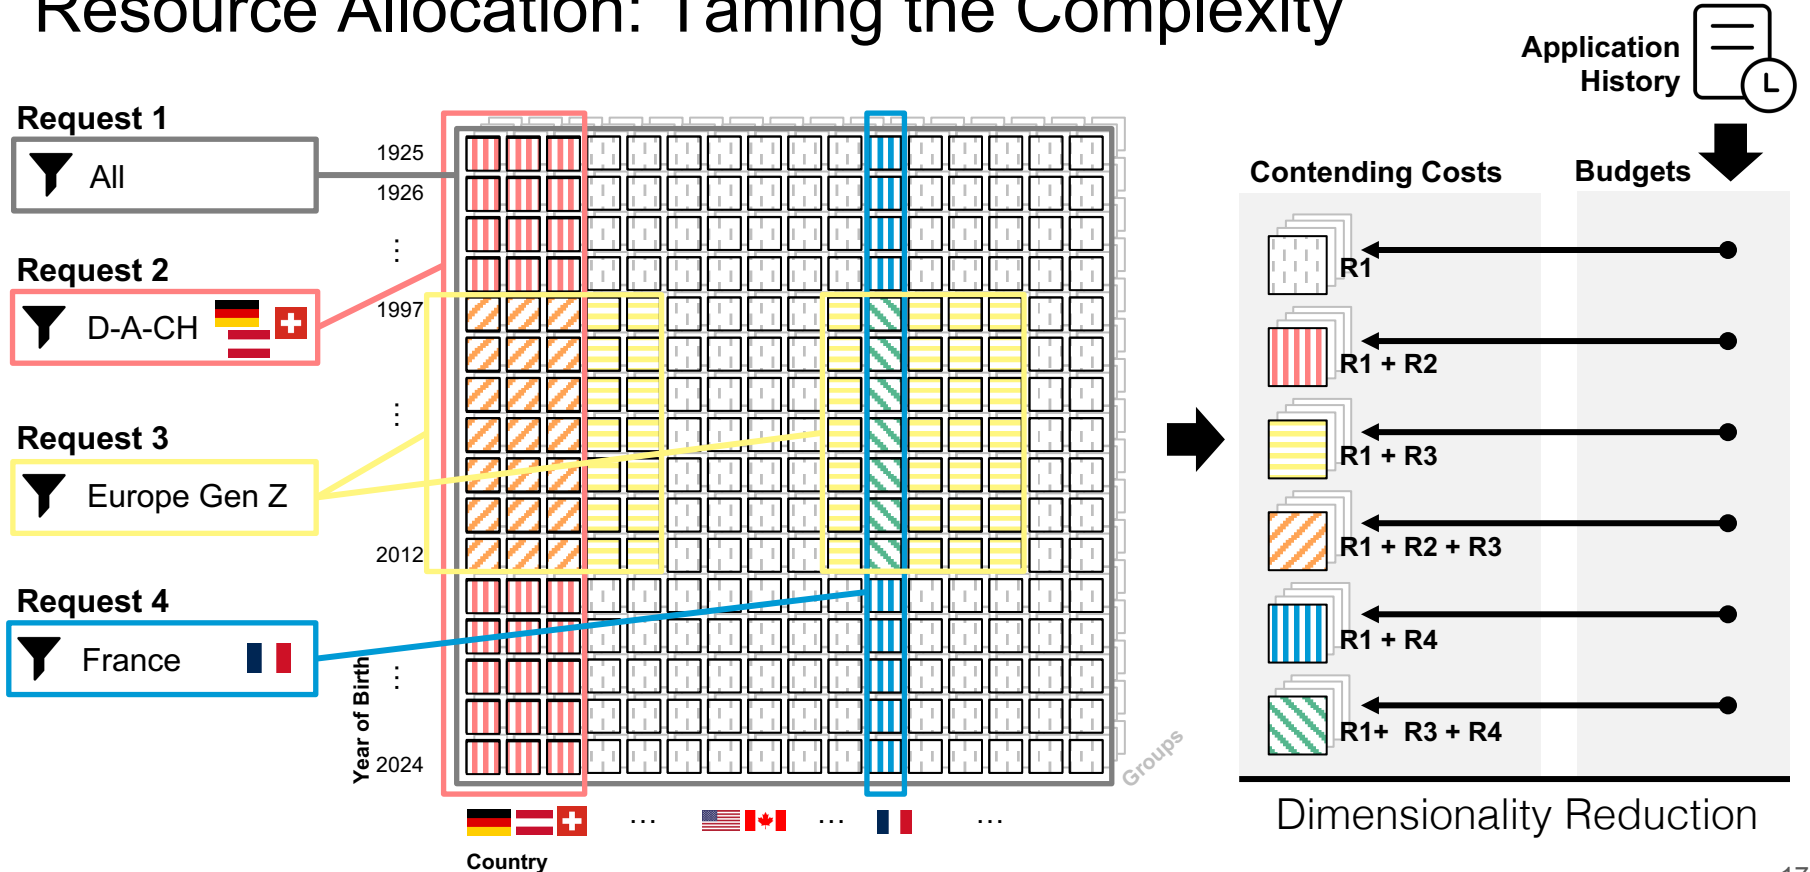 Resource Allocation: Taming the Complexity
Application
History
Request 1
All
Request 2
D-A-CH
Request 3
Europe Gen Z
Request 4
France
1925
1926
⋮
1997
⋮
2012
⋮
2024
Year of Birth
Groups
... ... ...
Country
Contending Costs
Budgets
R1
R1 + R2
R1 + R3
R1 + R2 + R3
R1 + R4
R1+ R3 + R4
Dimensionality Reduction
17